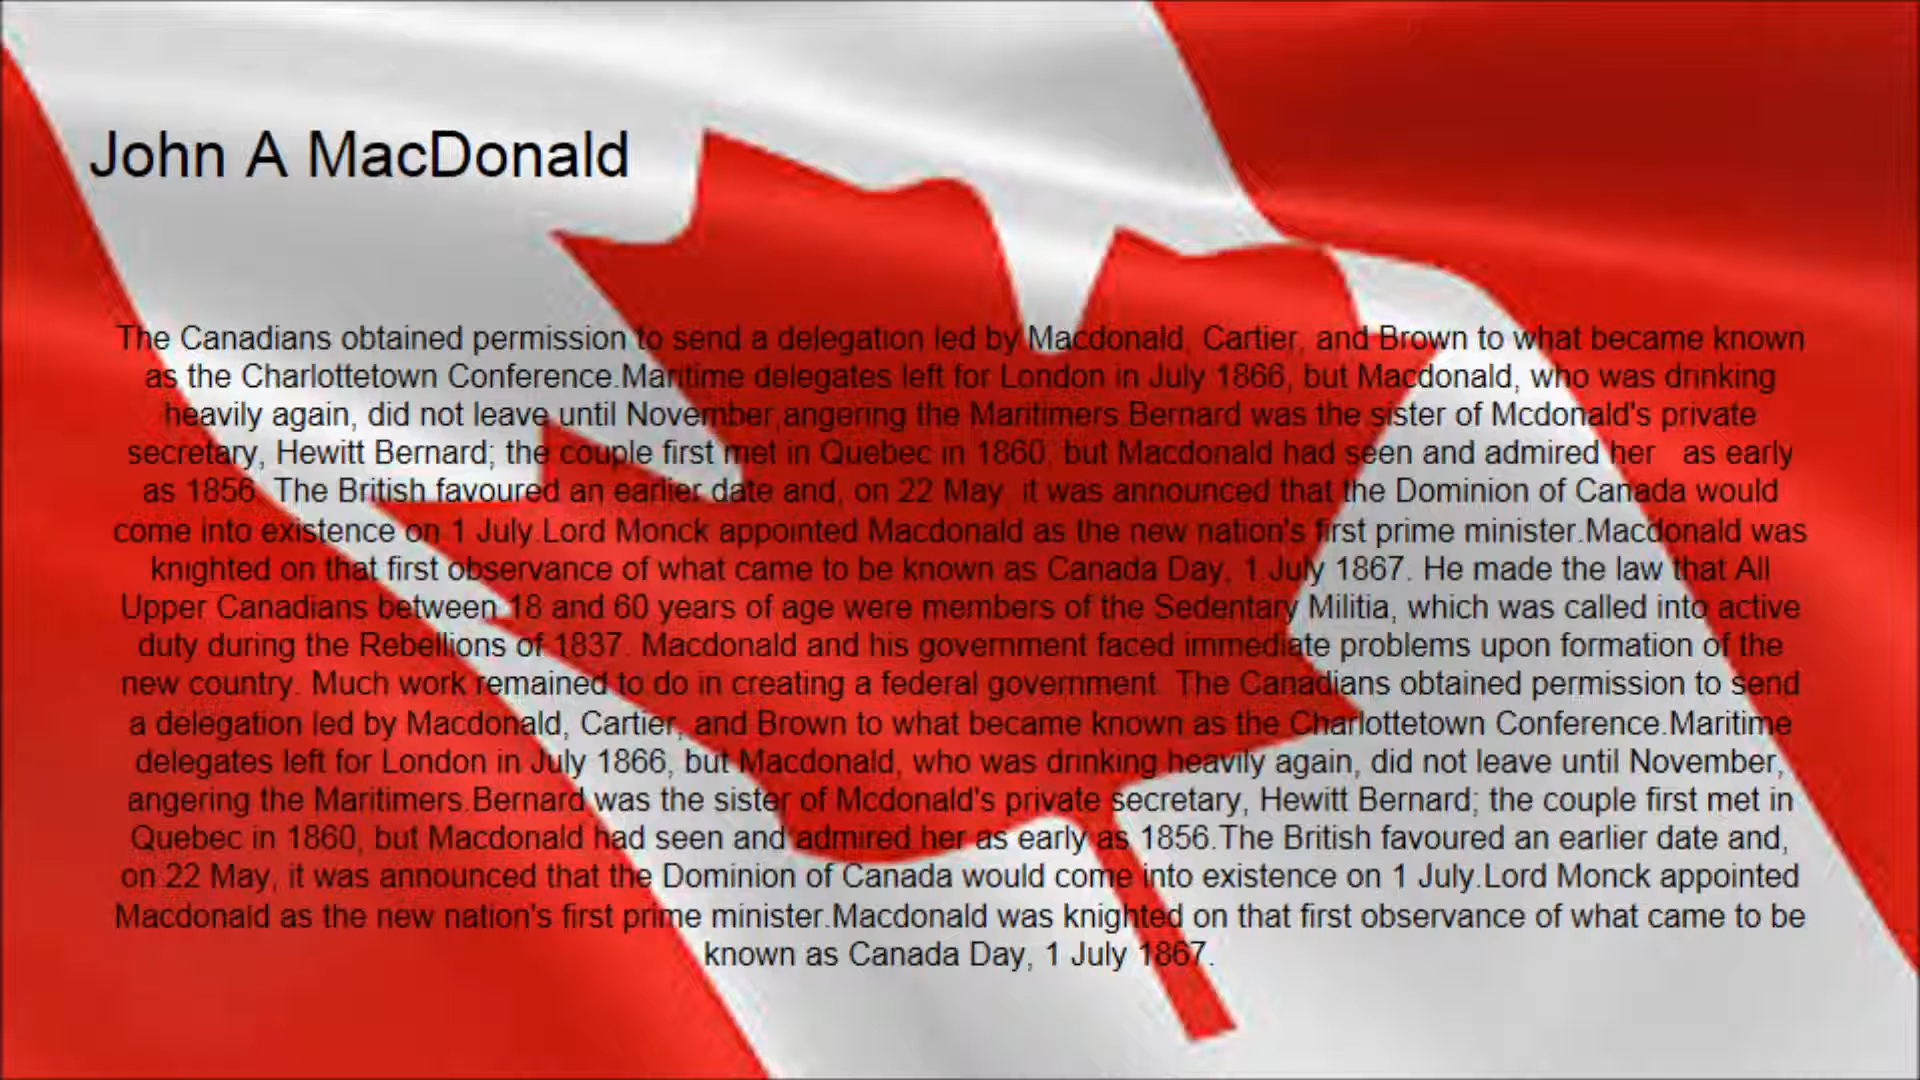 John A MacDonald
The Canadians obtained permission to send a delegation led by Macdonald, Cartier, and Brown to what became known
as the Charlottetown Conference.Maritime delegates left for London in July 1866, but Macdonald, who was drinking
heavily again, did not leave until November,angering the Maritimers.Bernard was the sister of Mcdonald's private
secretary, Hewitt Bernard; the couple first met in Quebec in 1860, but Macdonald had seen and admired her   as early
as 1856. The British favoured an earlier date and, on 22 May, it was announced that the Dominion of Canada would
come into existence on 1 July.Lord Monck appointed Macdonald as the new nation's first prime minister.Macdonald was
knighted on that first observance of what came to be known as Canada Day, 1 July 1867. He made the law that All
Upper Canadians between 18 and 60 years of age were members of the Sedentary Militia, which was called into active
duty during the Rebellions of 1837. Macdonald and his government faced immediate problems upon formation of the
new country. Much work remained to do in creating a federal government. The Canadians obtained permission to send
a delegation led by Macdonald, Cartier, and Brown to what became known as the Charlottetown Conference.Maritime
delegates left for London in July 1866, but Macdonald, who was drinking heavily again, did not leave until November,
angering the Maritimers.Bernard was the sister of Mcdonald's private secretary, Hewitt Bernard; the couple first met in
Quebec in 1860, but Macdonald had seen and admired her as early as 1856.The British favoured an earlier date and,
on 22 May, it was announced that the Dominion of Canada would come into existence on 1 July.Lord Monck appointed
Macdonald as the new nation's first prime minister.Macdonald was knighted on that first observance of what came to be
known as Canada Day, 1 July 1867.